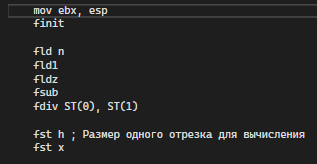 mov ebx, esp
finit
fld n
fld1
fldz
fsub
fdiv ST(0), ST(1)
fst h ; Размер одного отрезка для вычисления
fst x